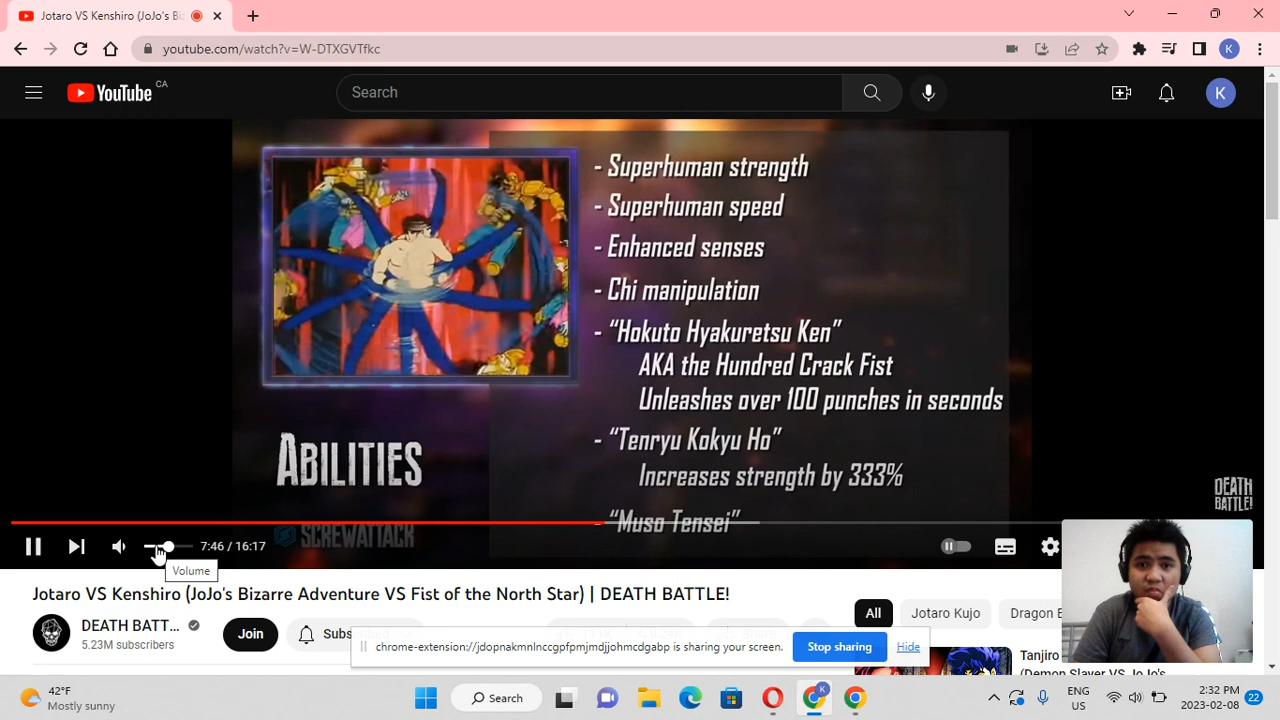 Jotaro VS Kenshiro (JoJo's Bi
youtube.com/watch?v=W-DTXGVTfkc
K
YouTube CA
Search
K
- Superhuman strength
- Superhuman speed
- Enhanced senses
- Chi manipulation
- "Hokuto Hyakuretsu Ken"
AKA the Hundred Crack Fist
Unleashes over 100 punches in seconds
- "Tenryu Kokyu Ho"
Increases strength by 333%
- "Muso Tensei"
ABILITIES
SCREWATTACK
DEATH BATTLE!
7:46 / 16:17
Volume
Jotaro VS Kenshiro (JoJo's Bizarre Adventure VS Fist of the North Star) | DEATH BATTLE!
DEATH BATT...
5.23M subscribers
Join
Subs
All
Jotaro Kujo
Dragon
chrome-extension://jdopnakmnlnccgpfpmjmdjjohmcdgabp is sharing your screen.
Stop sharing
Hide
Tanjiro
(Demon Slayer VS JoJo's
42°F
Mostly sunny
Search
ENG
US
2:32 PM
2023-02-08
22